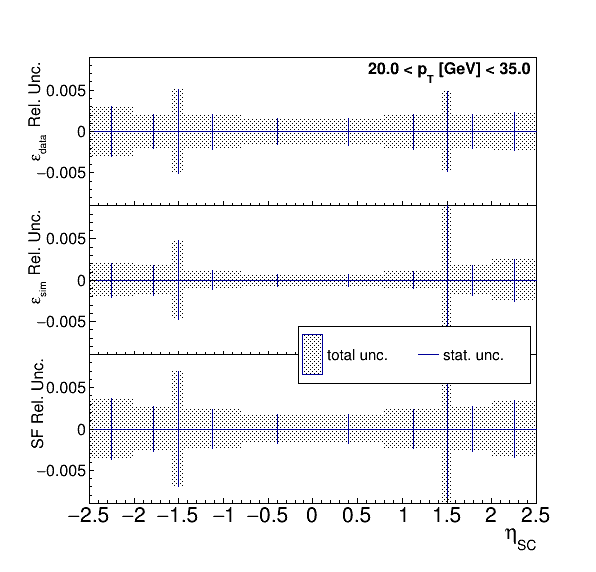 20.0 < p_T [GeV] < 35.0
ε_data Rel. Unc.
0.005
0
−0.005
ε_sim Rel. Unc.
0.005
0
−0.005
total unc.
stat. unc.
SF Rel. Unc.
0.005
0
−0.005
−2.5 −2 −1.5 −1 −0.5 0 0.5 1 1.5 2 2.5
η_SC